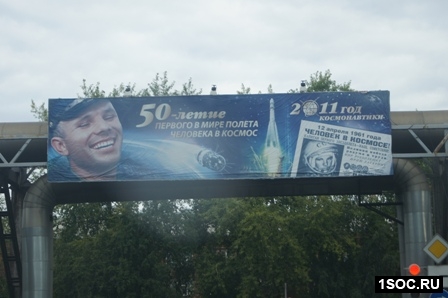 50-летие
ПЕРВОГО В МИРЕ ПОЛЕТА
ЧЕЛОВЕКА В КОСМОС
2011 ГОД
КОСМОНАВТИКИ
12 апреля 1961 года
ЧЕЛОВЕК В КОСМОСЕ!
1SOC.RU